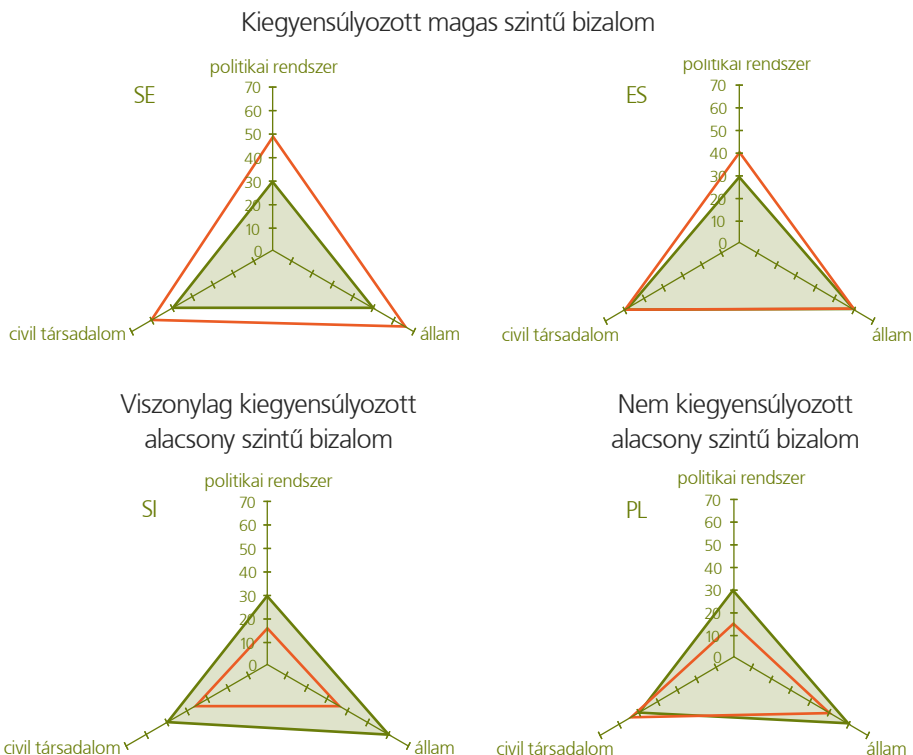 Kiegyensúlyozott magas szintű bizalom
politikai rendszer
SE
70
60
50
40
30
20
10
0
civil társadalom
állam
politikai rendszer
ES
70
60
50
40
30
20
10
0
civil társadalom
állam
Viszonylag kiegyensúlyozott
alacsony szintű bizalom
politikai rendszer
SI
70
60
50
40
30
20
10
0
civil társadalom
állam
Nem kiegyensúlyozott
alacsony szintű bizalom
politikai rendszer
PL
70
60
50
40
30
20
10
0
civil társadalom
állam